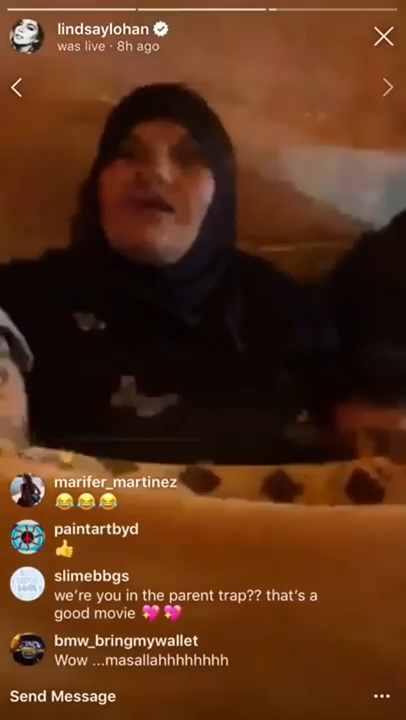 lindsaylohan
was live · 8h ago
marifer_martinez
😂😂😂
paintartbyd
👍
slimebbgs
we're you in the parent trap?? that's a
good movie 💖💖
bmw_bringmywallet
Wow ...masallahhhhhhhh
Send Message